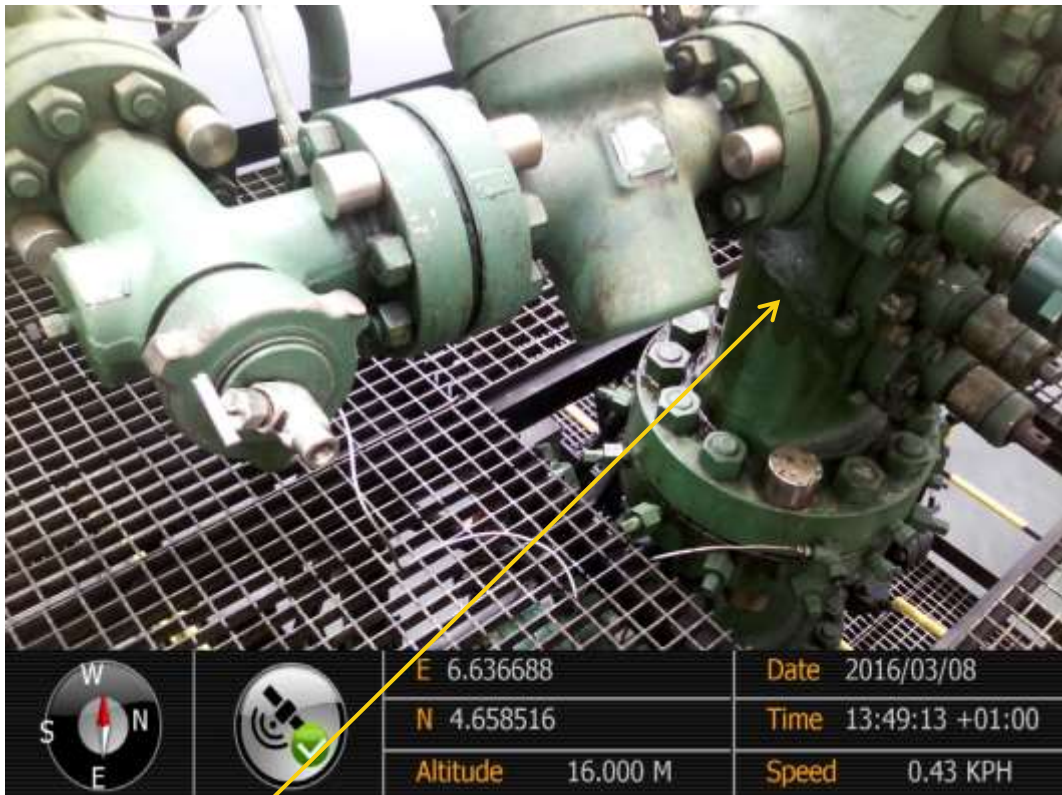 W
S N
E
E 6.636688
N 4.658516
Altitude 16.000 M
Date 2016/03/08
Time 13:49:13 +01:00
Speed 0.43 KPH